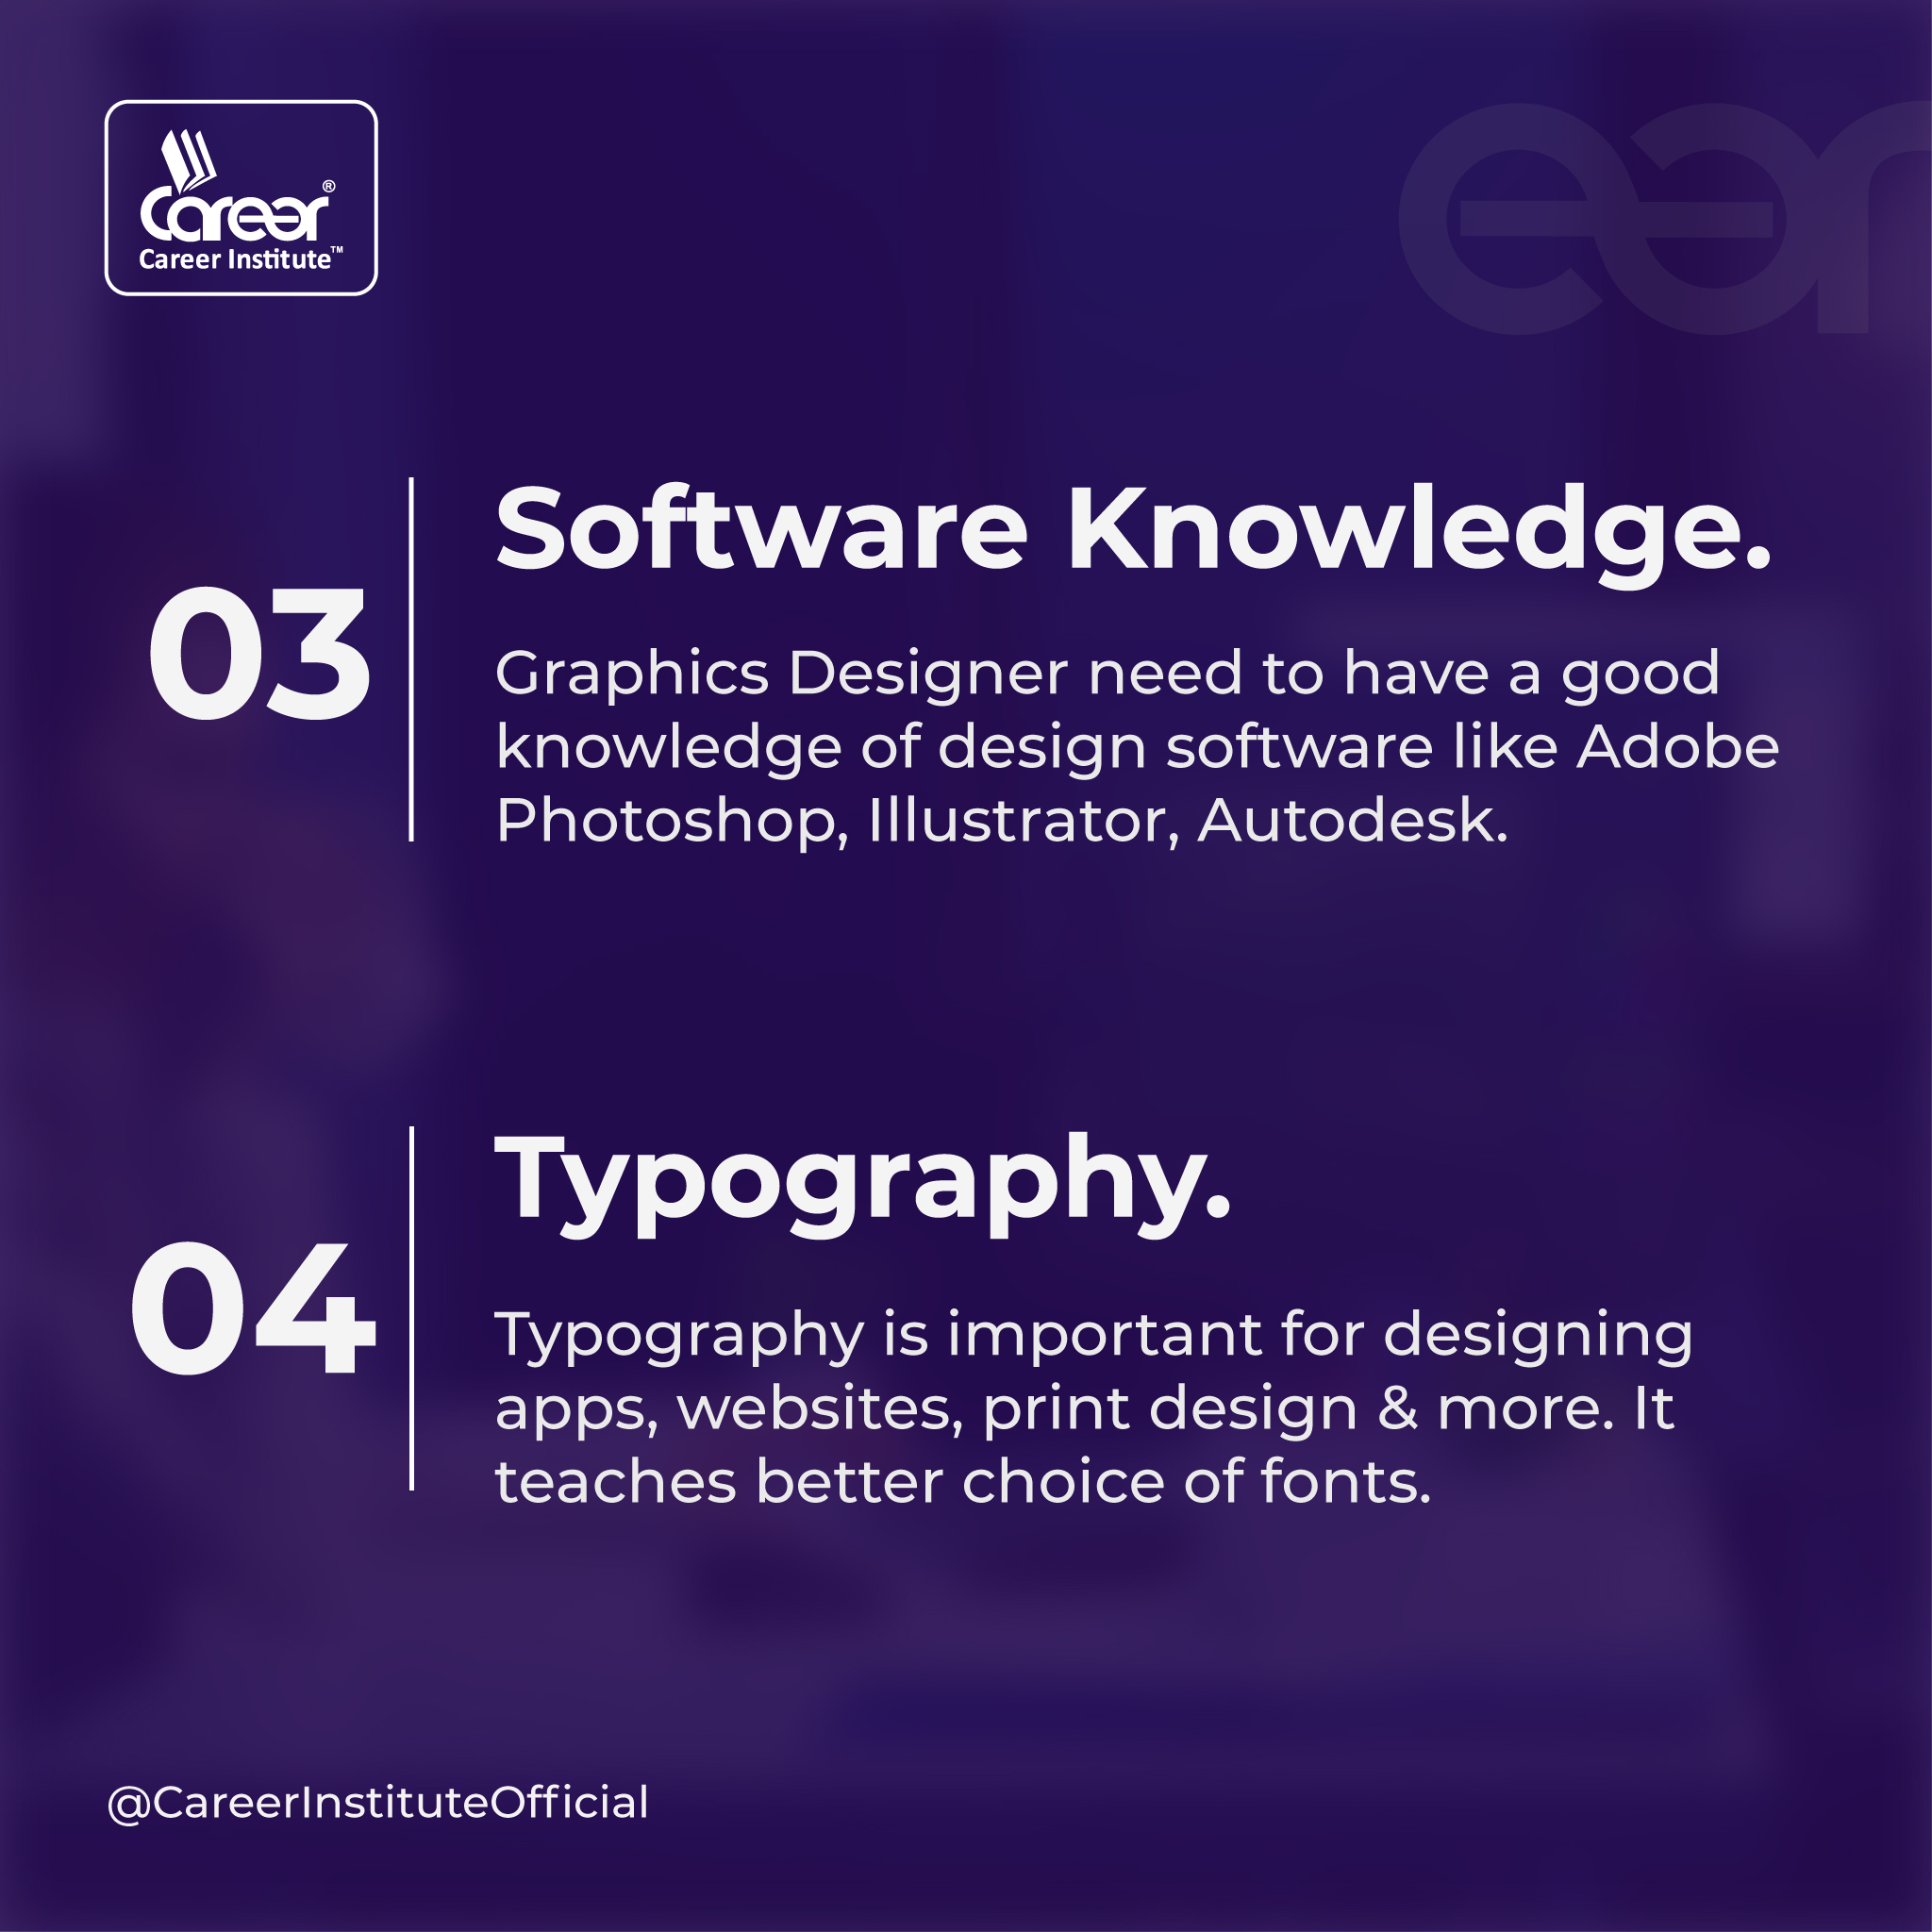 Career®
Career Institute™
eer
03
Software Knowledge.
Graphics Designer need to have a good
knowledge of design software like Adobe
Photoshop, Illustrator, Autodesk.
04
Typography.
Typography is important for designing
apps, websites, print design & more. It
teaches better choice of fonts.
@CareerInstituteOfficial